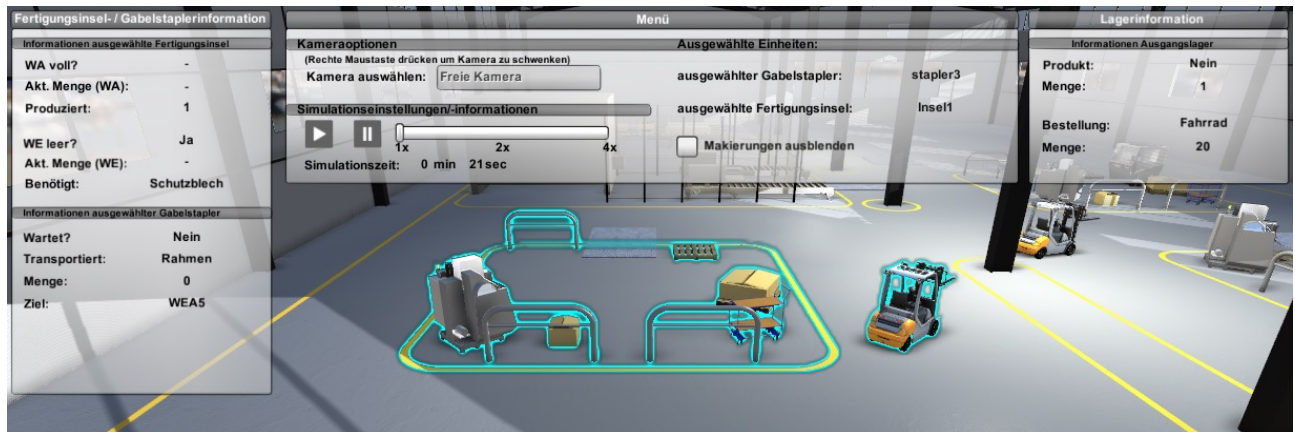 Fertigungsinsel- / Gabelstaplerinformation
Informationen ausgewählte Fertigungsinsel
WA voll? -
Akt. Menge (WA): -
Produziert: 1
WE leer? Ja
Akt. Menge (WE): -
Benötigt: Schutzblech
Informationen ausgewählter Gabelstapler
Wartet? Nein
Transportiert: Rahmen
Menge: 0
Ziel: WEA5
Menü
Kameraoptionen
(Rechte Maustaste drücken um Kamera zu schwenken)
Kamera auswählen: Freie Kamera
Simulationseinstellungen/-informationen
1x 2x 4x
Simulationszeit: 0 min 21sec
Ausgewählte Einheiten:
ausgewählter Gabelstapler: stapler3
ausgewählte Fertigungsinsel: Insel1
Makierungen ausblenden
Lagerinformation
Informationen Ausgangslager
Produkt: Nein
Menge: 1
Bestellung: Fahrrad
Menge: 20